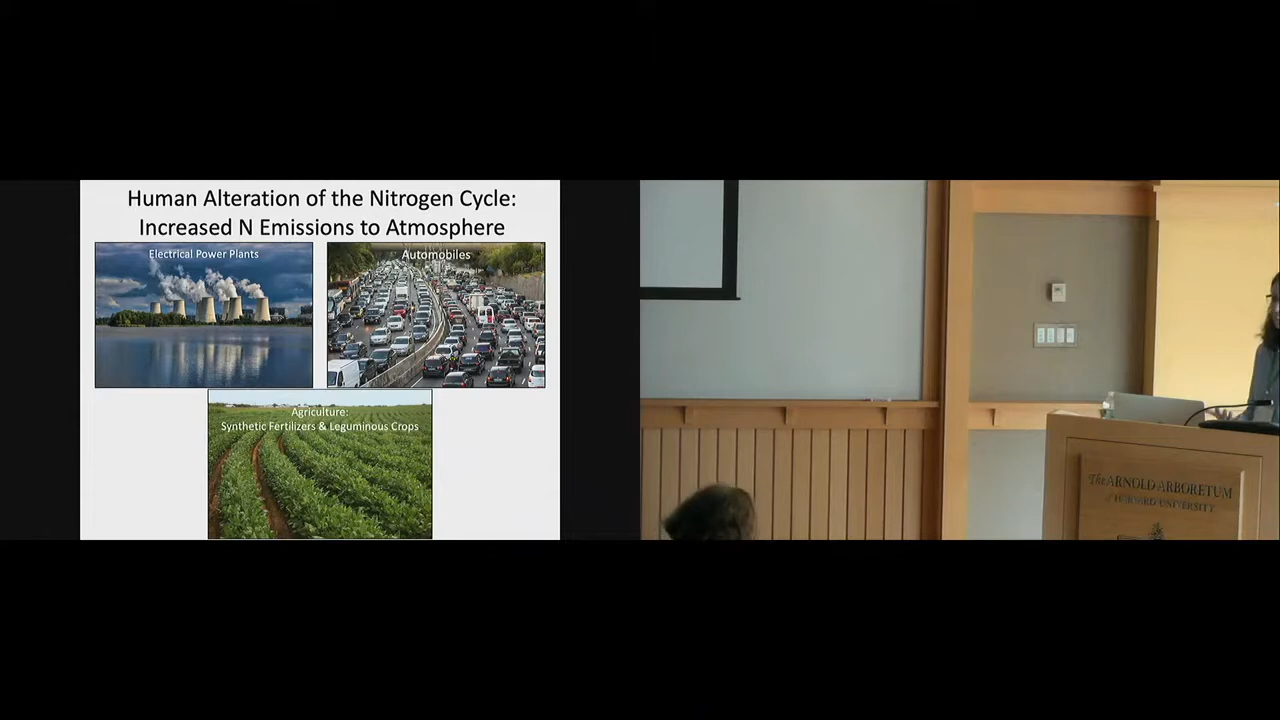 Human Alteration of the Nitrogen Cycle:
Increased N Emissions to Atmosphere
Electrical Power Plants
Automobiles
Agriculture:
Synthetic Fertilizers & Leguminous Crops
The ARNOLD ARBORETUM
of HARVARD UNIVERSITY